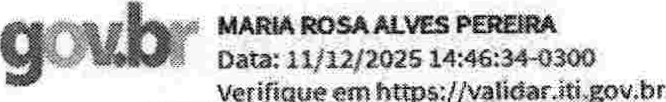 gov.br
MARIA ROSA ALVES PEREIRA
Data: 11/12/2025 14:46:34-0300
Verifique em https://validar.iti.gov.br